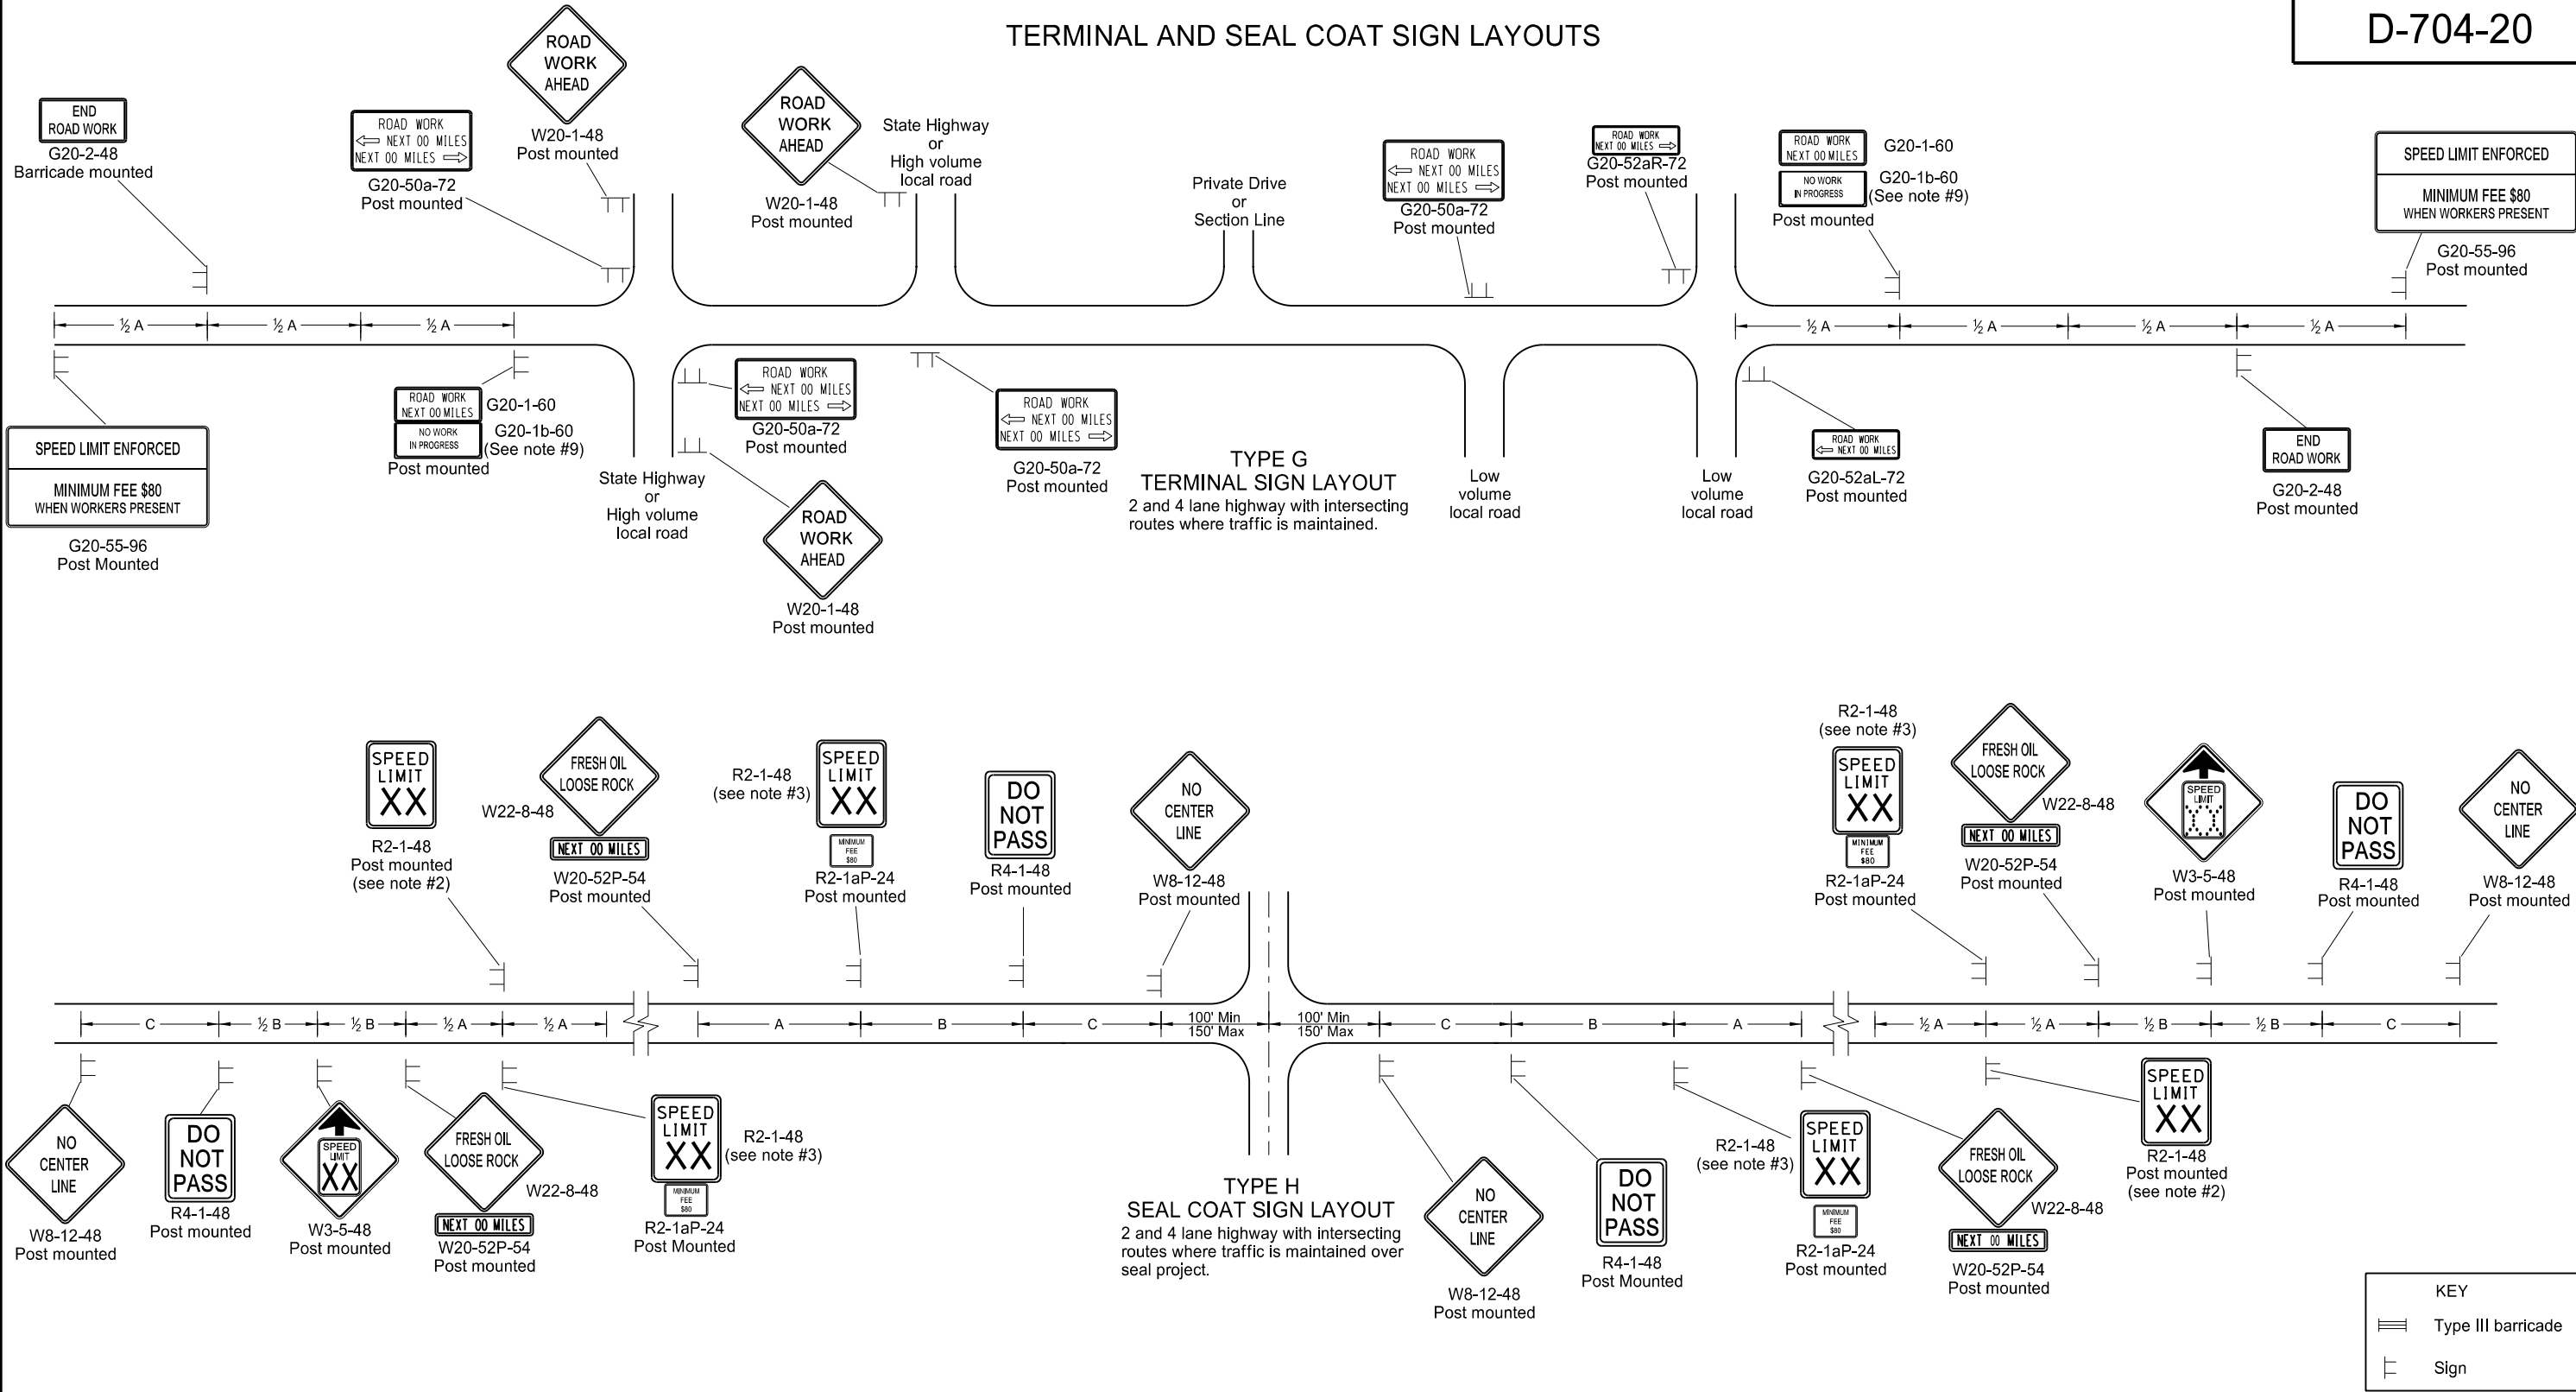 TERMINAL AND SEAL COAT SIGN LAYOUTS
D-704-20
END
ROAD WORK
G20-2-48
Barricade mounted
ROAD WORK
NEXT 00 MILES
NEXT 00 MILES
G20-50a-72
Post mounted
ROAD
WORK
AHEAD
W20-1-48
Post mounted
ROAD
WORK
AHEAD
W20-1-48
Post mounted
State Highway
or
High volume
local road
Private Drive
or
Section Line
ROAD WORK
NEXT 00 MILES
NEXT 00 MILES
G20-50a-72
Post mounted
ROAD WORK
NEXT 00 MILES
G20-52aR-72
Post mounted
ROAD WORK
NEXT 00 MILES
G20-1-60
NO WORK
IN PROGRESS
G20-1b-60
(See note #9)
Post mounted
SPEED LIMIT ENFORCED
MINIMUM FEE $80
WHEN WORKERS PRESENT
G20-55-96
Post mounted
½ A
½ A
½ A
½ A
½ A
½ A
½ A
SPEED LIMIT ENFORCED
MINIMUM FEE $80
WHEN WORKERS PRESENT
G20-55-96
Post Mounted
ROAD WORK
NEXT 00 MILES
G20-1-60
NO WORK
IN PROGRESS
G20-1b-60
(See note #9)
Post mounted
State Highway
or
High volume
local road
ROAD WORK
NEXT 00 MILES
NEXT 00 MILES
G20-50a-72
Post mounted
ROAD
WORK
AHEAD
W20-1-48
Post mounted
ROAD WORK
NEXT 00 MILES
NEXT 00 MILES
G20-50a-72
Post mounted
TYPE G
TERMINAL SIGN LAYOUT
2 and 4 lane highway with intersecting
routes where traffic is maintained.
Low
volume
local road
Low
volume
local road
ROAD WORK
NEXT 00 MILES
G20-52aL-72
Post mounted
END
ROAD WORK
G20-2-48
Post mounted
SPEED
LIMIT
XX
R2-1-48
Post mounted
(see note #2)
FRESH OIL
LOOSE ROCK
W22-8-48
NEXT 00 MILES
W20-52P-54
Post mounted
R2-1-48
(see note #3)
SPEED
LIMIT
XX
MINIMUM
FEE
$80
R2-1aP-24
Post mounted
DO
NOT
PASS
R4-1-48
Post mounted
NO
CENTER
LINE
W8-12-48
Post mounted
R2-1-48
(see note #3)
SPEED
LIMIT
XX
MINIMUM
FEE
$80
R2-1aP-24
Post mounted
FRESH OIL
LOOSE ROCK
W22-8-48
NEXT 00 MILES
W20-52P-54
Post mounted
SPEED
LIMIT
XX
W3-5-48
Post mounted
DO
NOT
PASS
R4-1-48
Post mounted
NO
CENTER
LINE
W8-12-48
Post mounted
C
½ B
½ B
½ A
½ A
A
B
C
100' Min
150' Max
100' Min
150' Max
C
B
A
½ A
½ A
½ B
½ B
C
NO
CENTER
LINE
W8-12-48
Post mounted
DO
NOT
PASS
R4-1-48
Post mounted
SPEED
LIMIT
XX
W3-5-48
Post mounted
FRESH OIL
LOOSE ROCK
W22-8-48
NEXT 00 MILES
W20-52P-54
Post mounted
SPEED
LIMIT
XX
R2-1-48
(see note #3)
MINIMUM
FEE
$80
R2-1aP-24
Post Mounted
TYPE H
SEAL COAT SIGN LAYOUT
2 and 4 lane highway with intersecting
routes where traffic is maintained over
seal project.
NO
CENTER
LINE
W8-12-48
Post mounted
DO
NOT
PASS
R4-1-48
Post Mounted
R2-1-48
(see note #3)
SPEED
LIMIT
XX
MINIMUM
FEE
$80
R2-1aP-24
Post mounted
FRESH OIL
LOOSE ROCK
W22-8-48
NEXT 00 MILES
W20-52P-54
Post mounted
SPEED
LIMIT
XX
R2-1-48
Post mounted
(see note #2)
KEY
Type III barricade
Sign